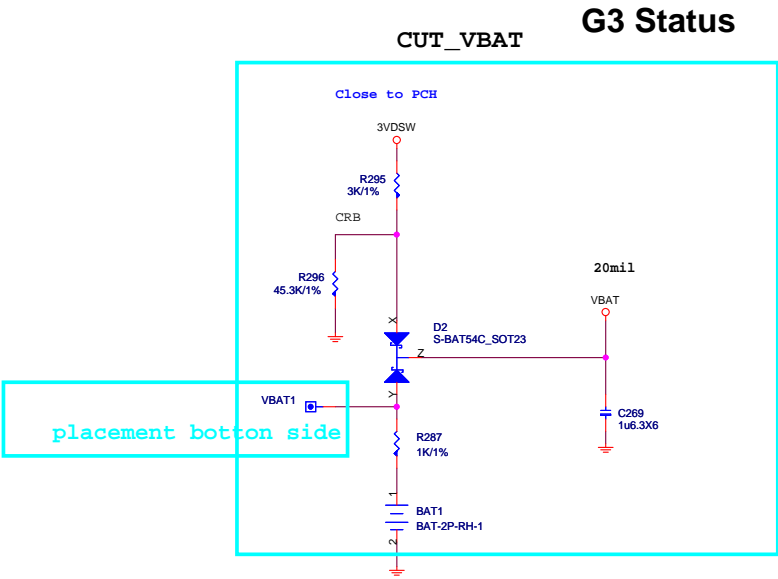 G3 Status
CUT_VBAT
Close to PCH
3VDSW
R295
3K/1%
CRB
R296
45.3K/1%
20mil
VBAT
X
D2
S-BAT54C_SOT23
Z
Y
VBAT1
placement botton side
C269
1u6.3X6
R287
1K/1%
1
BAT1
BAT-2P-RH-1
2